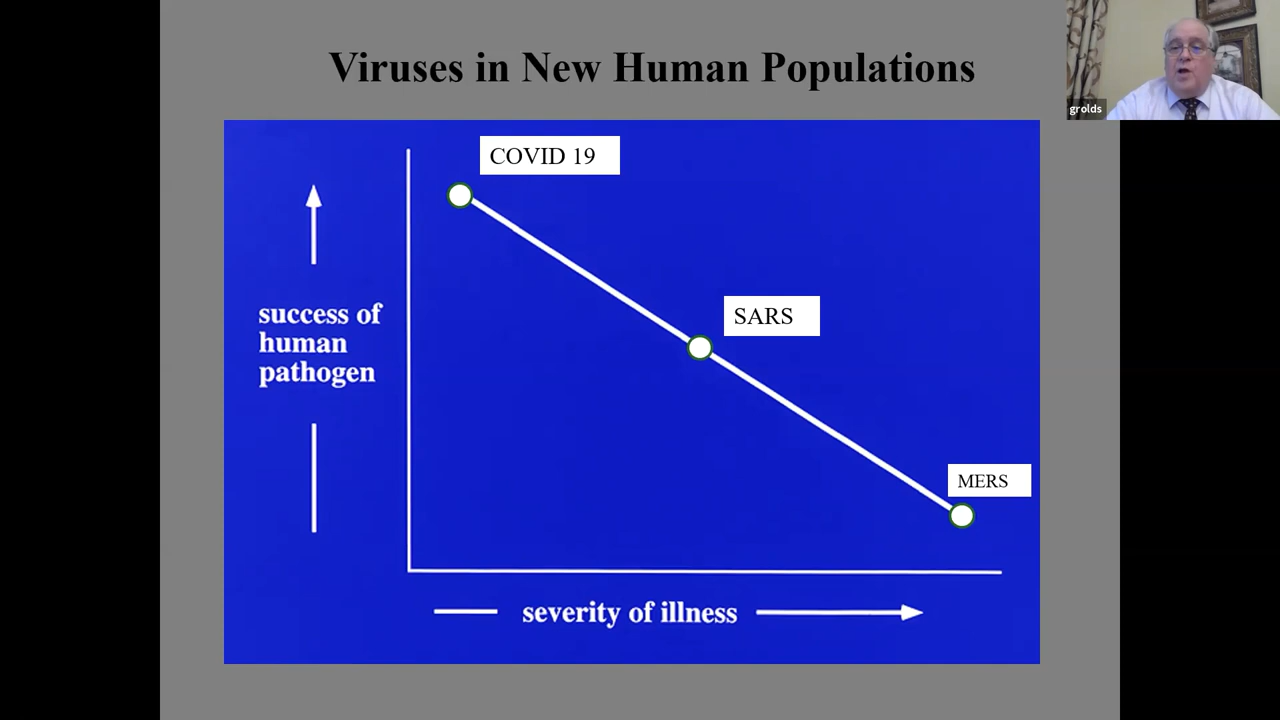 Viruses in New Human Populations
grolds
COVID 19
SARS
success of
human
pathogen
MERS
severity of illness